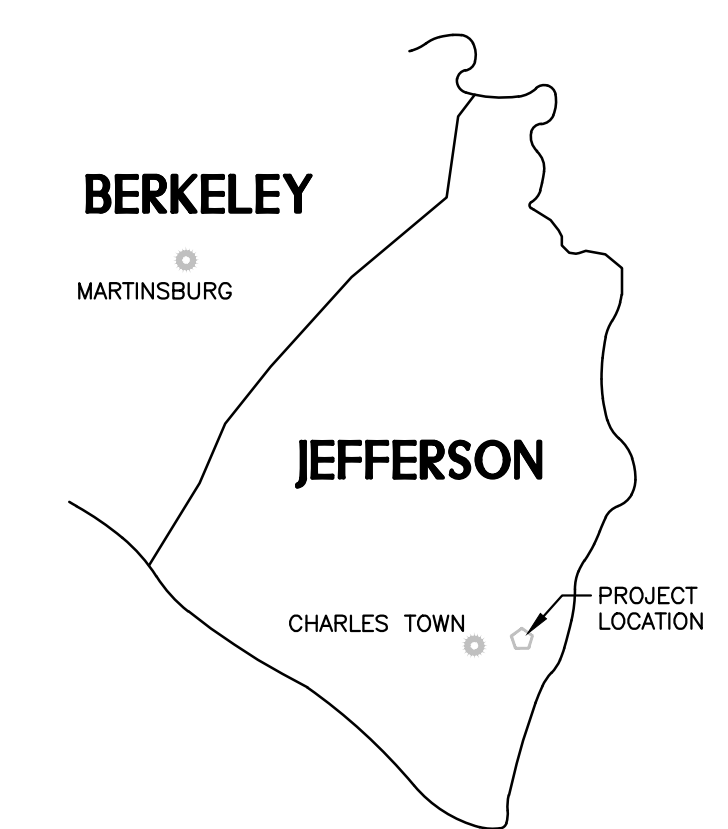 BERKELEY
MARTINSBURG
JEFFERSON
PROJECT
LOCATION
CHARLES TOWN